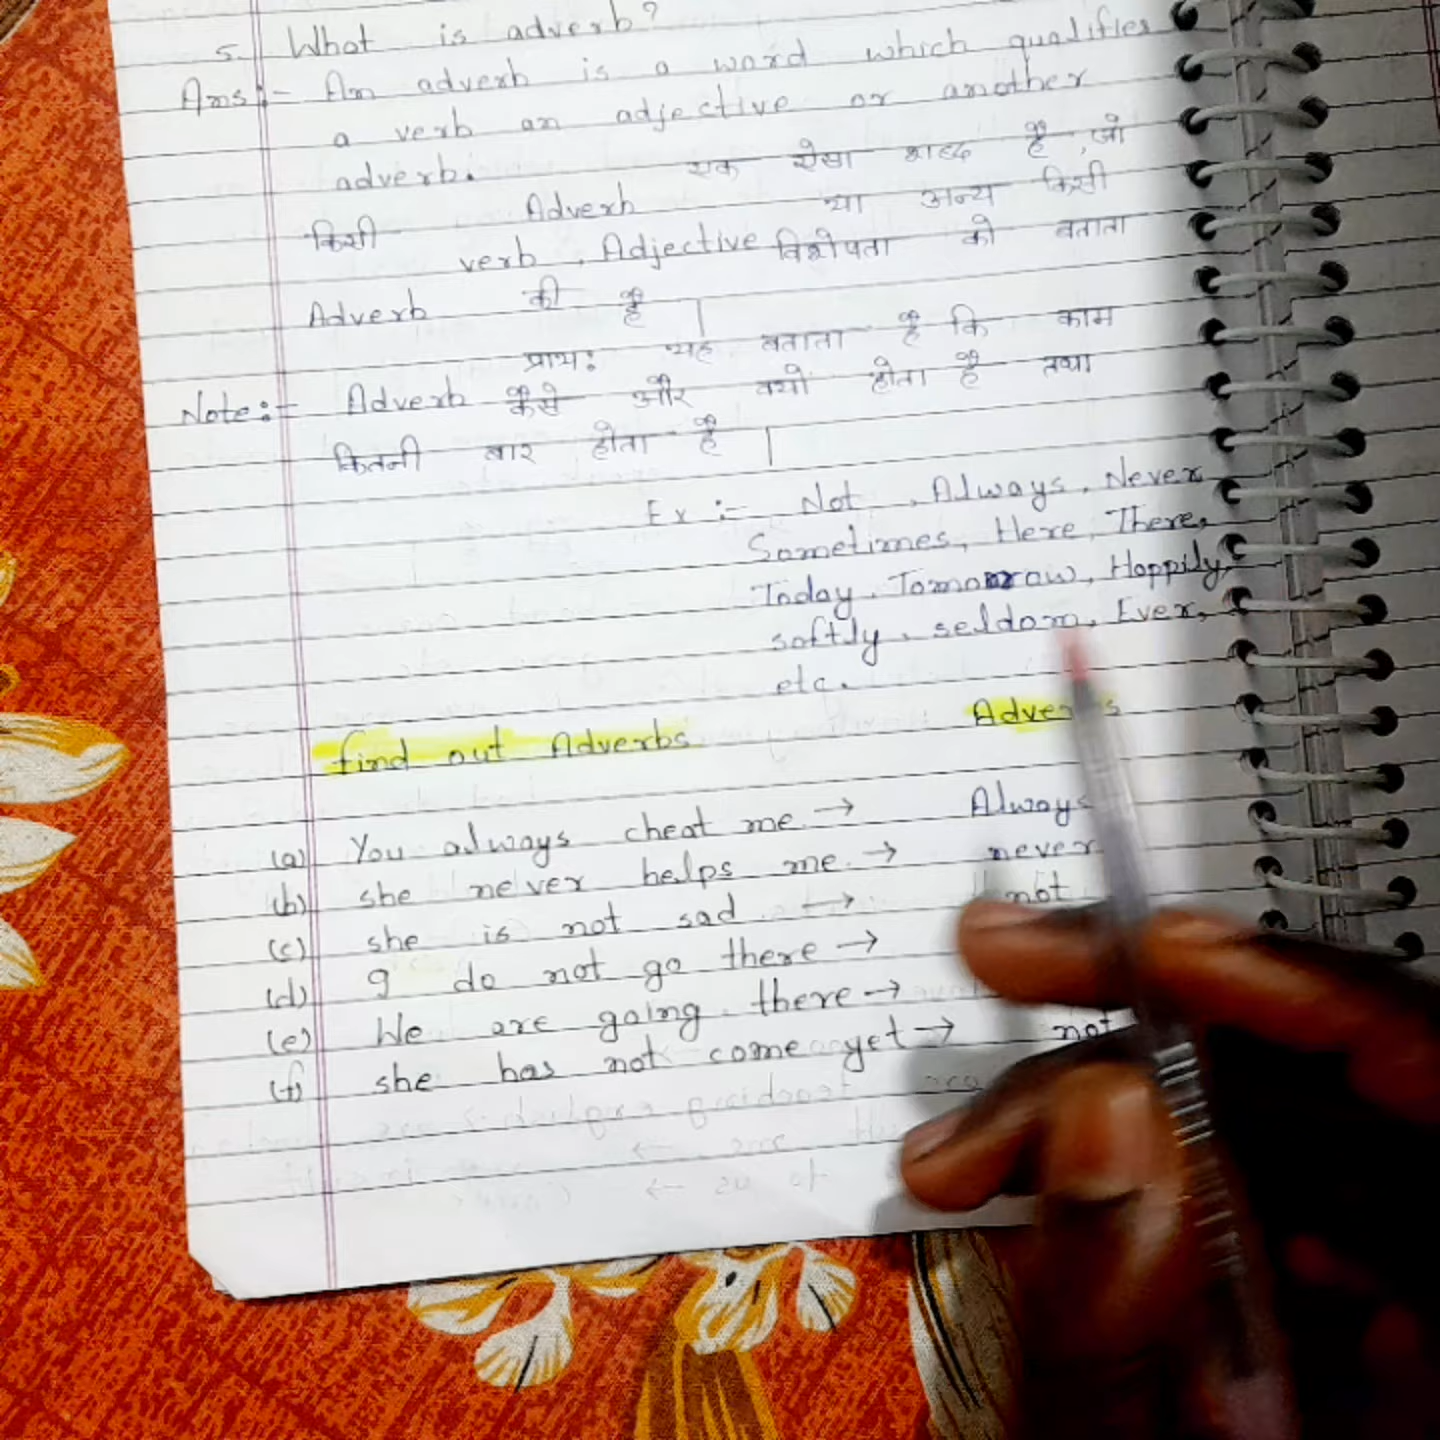 5. What is adverb?
Ans:- An adverb is a word which qualifies
a verb an adjective or another
adverb.
Adverb एक ऐसा शब्द है, जो
किसी verb, Adjective या अन्य किसी
Adverb की विशेषता को बताता
है |
Note:- Adverb प्रायः यह बताता है कि काम
कैसे और क्यों होता है तथा
कितनी बार होता है |
Ex :- Not, Always, Never
Sometimes, Here, There,
Today, Tomorrow, Happily,
softly, seldom, Ever,
etc.
find out Adverbs Adverbs
(a) You always cheat me → Always
(b) she never helps me. → never
(c) she is not sad → not
(d) I do not go there →
(e) We are going there →
(f) she has not come yet → not